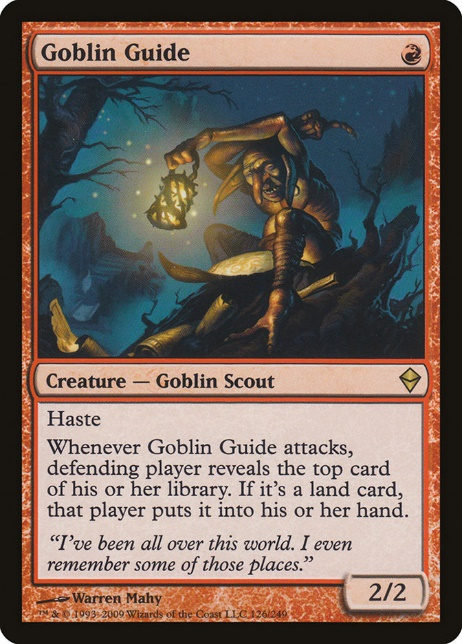 Goblin Guide
Creature — Goblin Scout
Haste
Whenever Goblin Guide attacks,
defending player reveals the top card
of his or her library. If it's a land card,
that player puts it into his or her hand.
“I've been all over this world. I even
remember some of those places.”
Warren Mahy
2/2
™ & © 1993–2009 Wizards of the Coast LLC 126/249